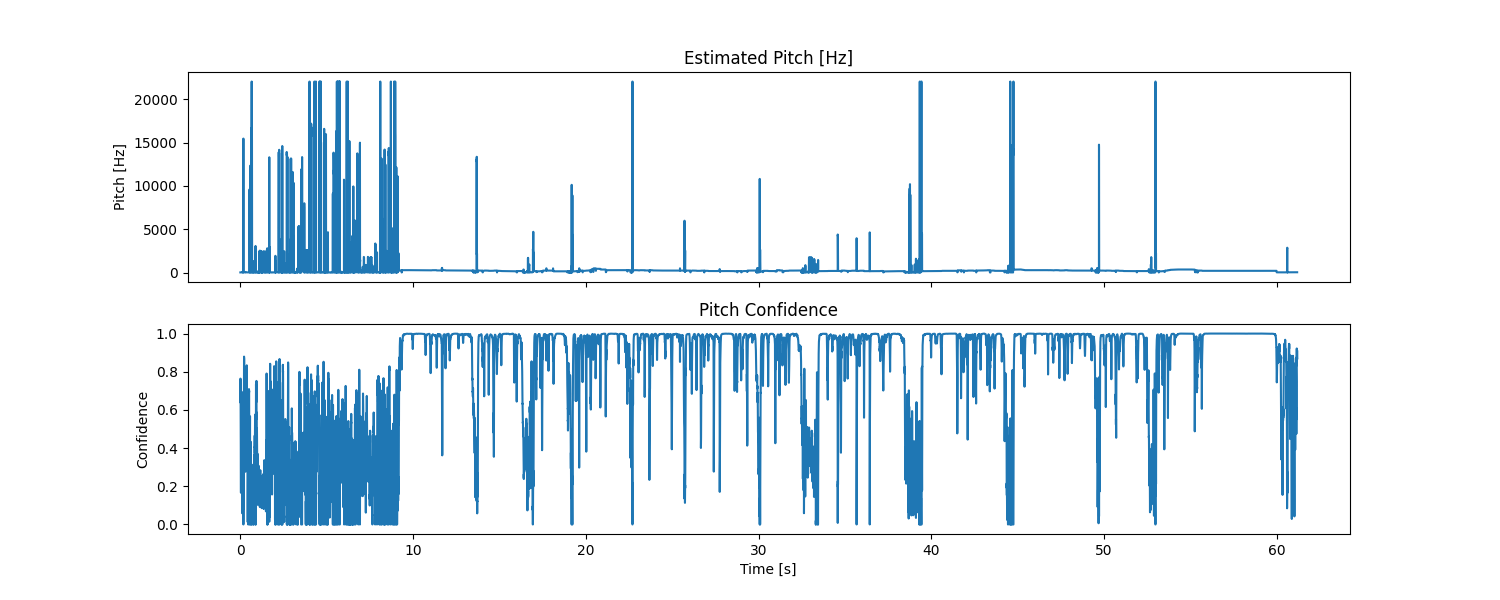 Estimated Pitch [Hz]
20000
15000
10000
5000
0
Pitch [Hz]
Pitch Confidence
1.0
0.8
0.6
0.4
0.2
0.0
Confidence
0 10 20 30 40 50 60
Time [s]